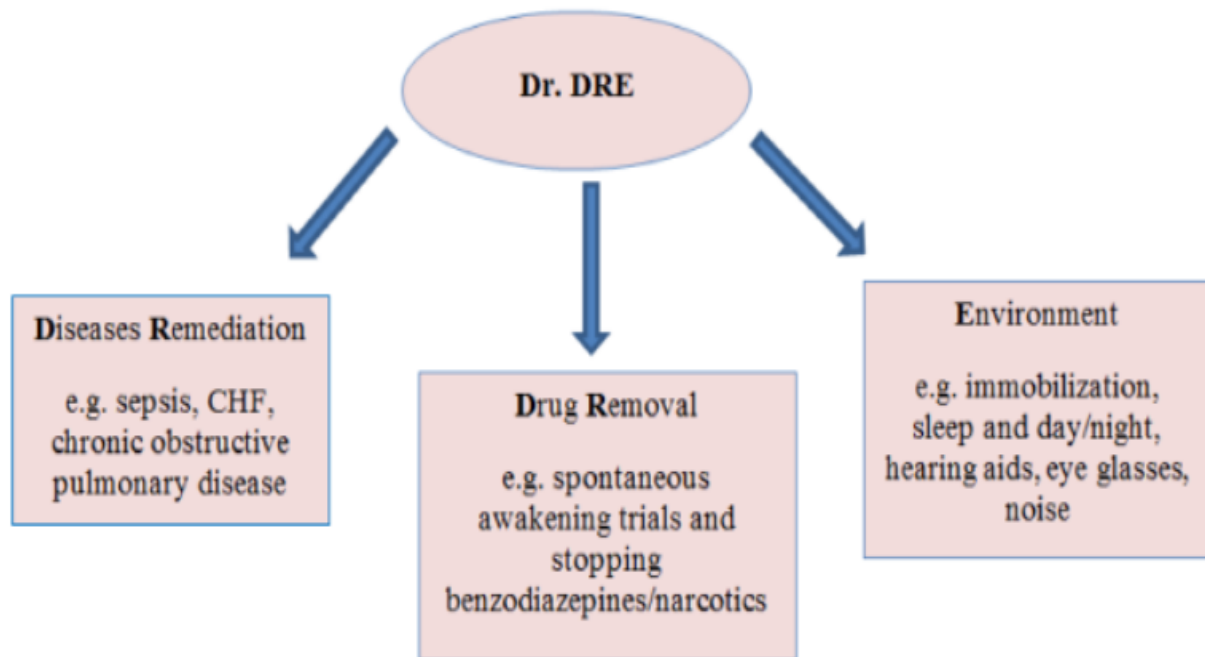 Dr. DRE
Diseases Remediation
e.g. sepsis, CHF,
chronic obstructive
pulmonary disease
Drug Removal
e.g. spontaneous
awakening trials and
stopping
benzodiazepines/narcotics
Environment
e.g. immobilization,
sleep and day/night,
hearing aids, eye glasses,
noise